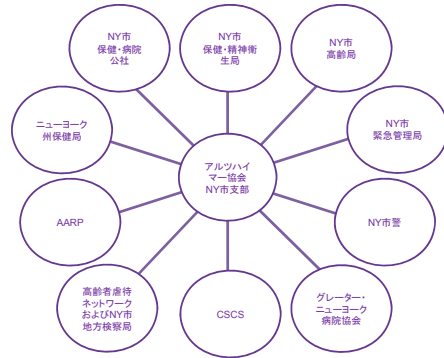 NY市
保健・病院
公社
NY市
保健・精神衛
生局
NY市
高齢局
ニューヨーク
州保健局
NY市
緊急管理局
アルツハイ
マー協会
NY市支部
AARP
NY市警
高齢者虐待
ネットワーク
およびNY市
地方検察局
CSCS
グレーター・
ニューヨーク
病院協会